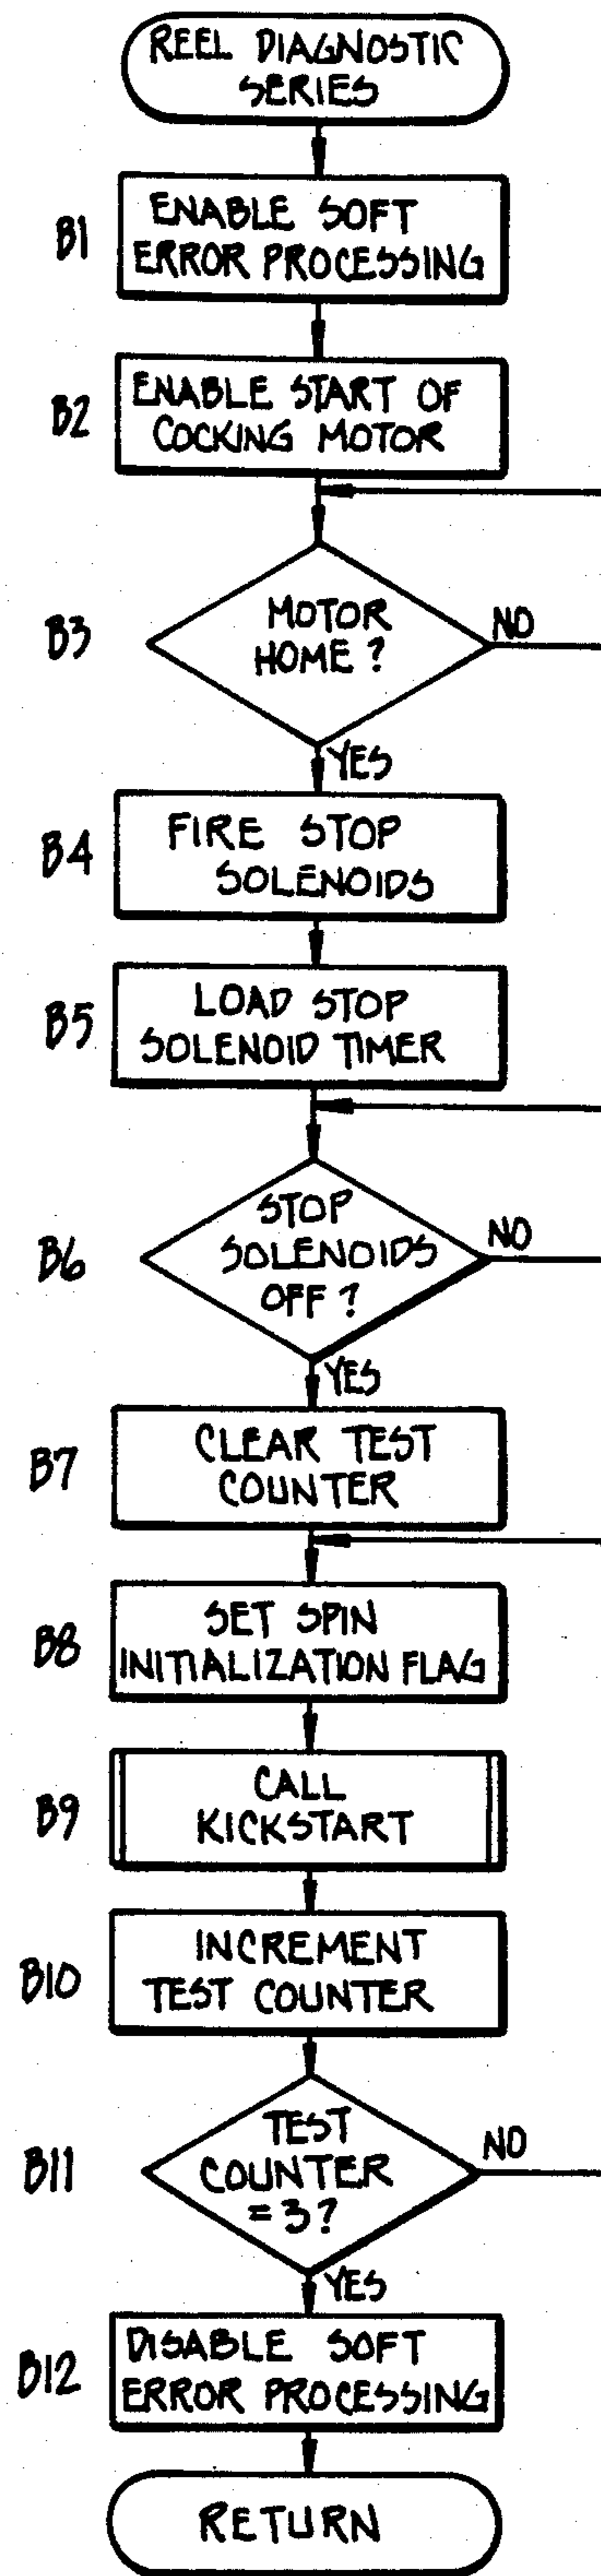 REEL DIAGNOSTIC
SERIES
B1
ENABLE SOFT
ERROR PROCESSING
B2
ENABLE START OF
COCKING MOTOR
B3
MOTOR
HOME ?
NO
YES
B4
FIRE STOP
SOLENOIDS
B5
LOAD STOP
SOLENOID TIMER
B6
STOP
SOLENOIDS
OFF ?
NO
YES
B7
CLEAR TEST
COUNTER
B8
SET SPIN
INITIALIZATION FLAG
B9
CALL
KICKSTART
B10
INCREMENT
TEST COUNTER
B11
TEST
COUNTER
= 3 ?
NO
YES
B12
DISABLE SOFT
ERROR PROCESSING
RETURN